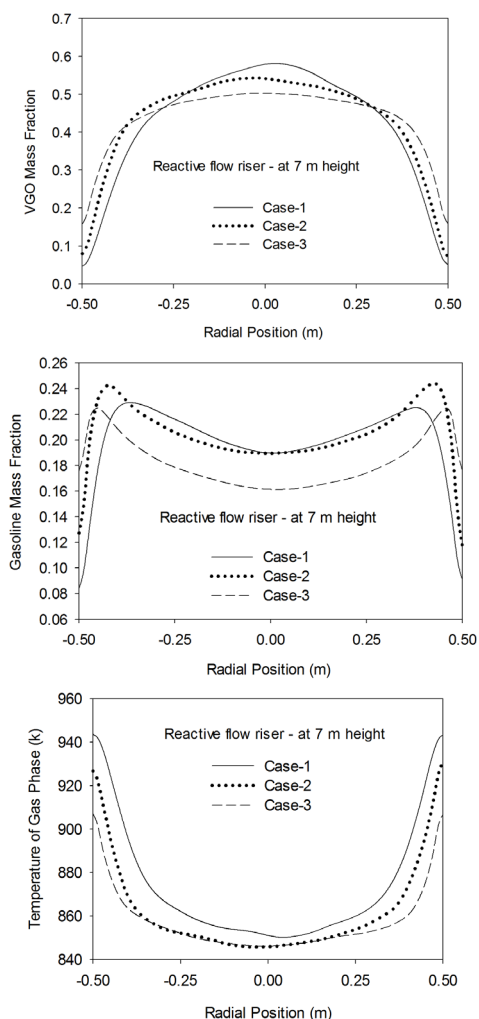 0.7
0.6
0.5
0.4
0.3
0.2
0.1
0.0
VGO Mass Fraction
Reactive flow riser - at 7 m height
Case-1
Case-2
Case-3
-0.50 -0.25 0.00 0.25 0.50
Radial Position (m)
0.26
0.24
0.22
0.20
0.18
0.16
0.14
0.12
0.10
0.08
0.06
Gasoline Mass Fraction
Reactive flow riser - at 7 m height
Case-1
Case-2
Case-3
-0.50 -0.25 0.00 0.25 0.50
Radial Position (m)
960
940
920
900
880
860
840
Temperature of Gas Phase (k)
Reactive flow riser - at 7 m height
Case-1
Case-2
Case-3
-0.50 -0.25 0.00 0.25 0.50
Radial Position (m)